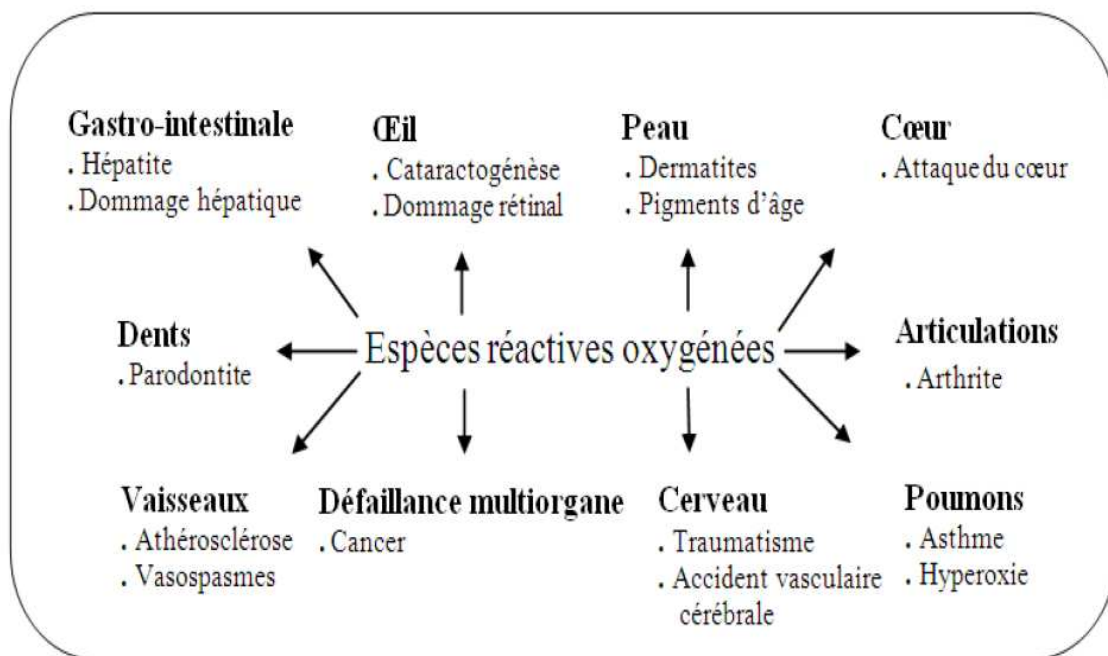 Gastro-intestinale
. Hépatite
. Dommage hépatique
Œil
. Cataractogénèse
. Dommage rétinal
Peau
. Dermatites
. Pigments d'âge
Cœur
. Attaque du cœur
Dents
. Parodontite
Espèces réactives oxygénées
Articulations
. Arthrite
Vaisseaux
. Athérosclérose
. Vasospasmes
Défaillance multiorgane
. Cancer
Cerveau
. Traumatisme
. Accident vasculaire
cérébrale
Poumons
. Asthme
. Hyperoxie